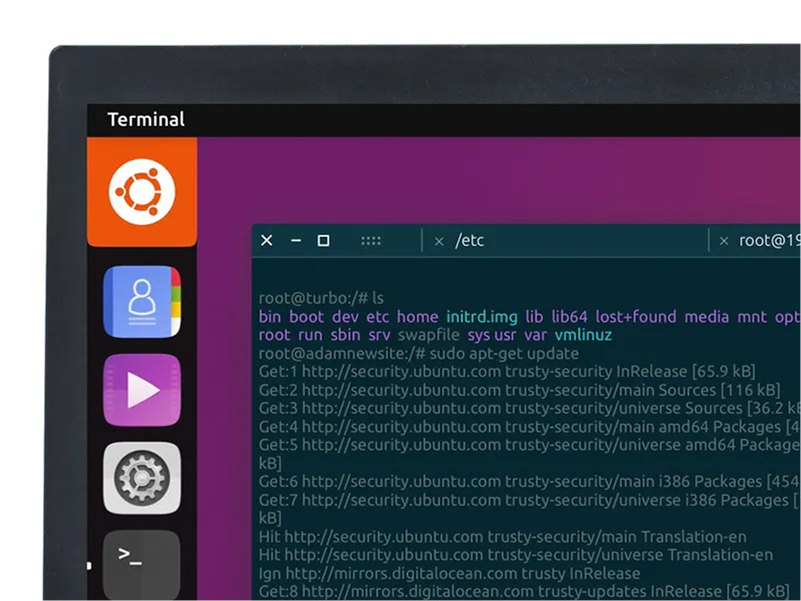 Terminal
/etc
root@19
root@turbo:/# ls
bin boot dev etc home initrd.img lib lib64 lost+found media mnt opt
root run sbin srv swapfile sys usr var vmlinuz
root@adamnewsite:/# sudo apt-get update
Get:1 http://security.ubuntu.com trusty-security InRelease [65.9 kB]
Get:2 http://security.ubuntu.com trusty-security/main Sources [116 kB]
Get:3 http://security.ubuntu.com trusty-security/universe Sources [36.2 kB
Get:4 http://security.ubuntu.com trusty-security/main amd64 Packages [4
Get:5 http://security.ubuntu.com trusty-security/universe amd64 Package
kB]
Get:6 http://security.ubuntu.com trusty-security/main i386 Packages [454
Get:7 http://security.ubuntu.com trusty-security/universe i386 Packages [
kB]
Hit http://security.ubuntu.com trusty-security/main Translation-en
Hit http://security.ubuntu.com trusty-security/universe Translation-en
Ign http://mirrors.digitalocean.com trusty InRelease
Get:8 http://mirrors.digitalocean.com trusty-updates InRelease [65.9 kB]
>_